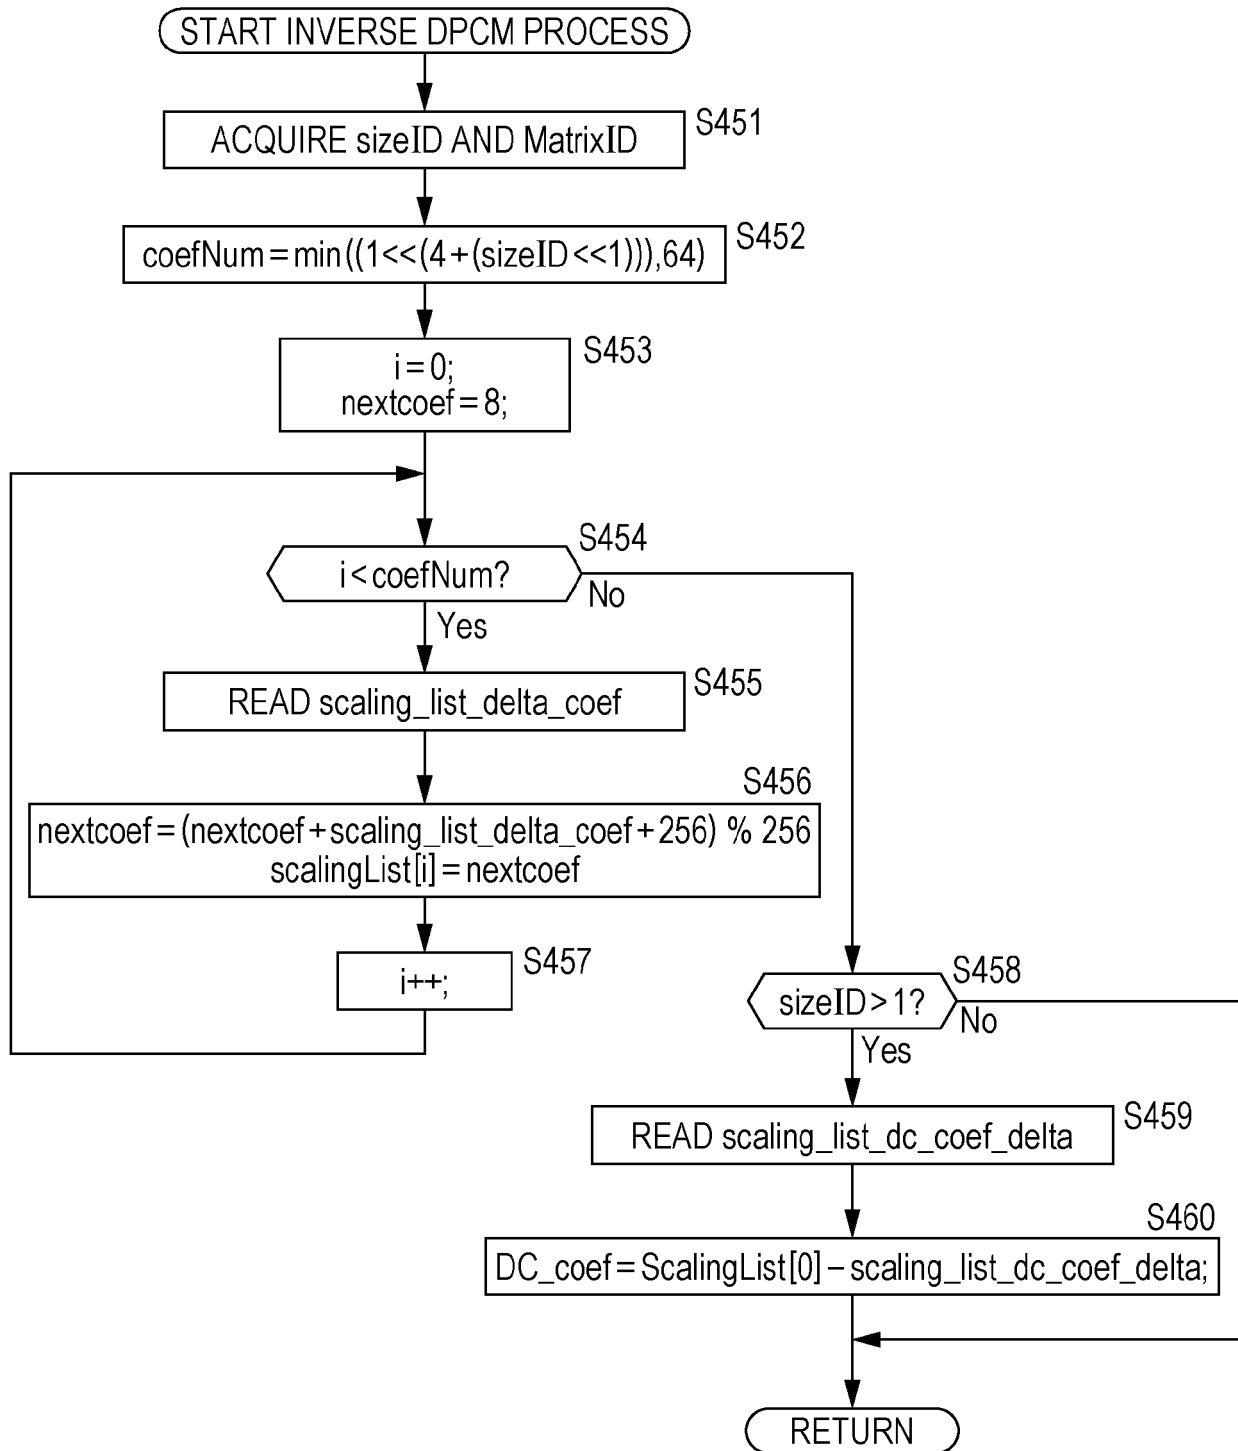 START INVERSE DPCM PROCESS
ACQUIRE sizeID AND MatrixID
S451
coefNum=min((1<<(4+(sizeID<<1))),64)
S452
i=0;
nextcoef=8;
S453
i<coefNum?
S454
No
Yes
READ scaling_list_delta_coef
S455
S456
nextcoef=(nextcoef+scaling_list_delta_coef+256) % 256
scalingList[i]=nextcoef
i++;
S457
sizeID>1?
S458
No
Yes
READ scaling_list_dc_coef_delta
S459
S460
DC_coef=ScalingList[0]−scaling_list_dc_coef_delta;
RETURN